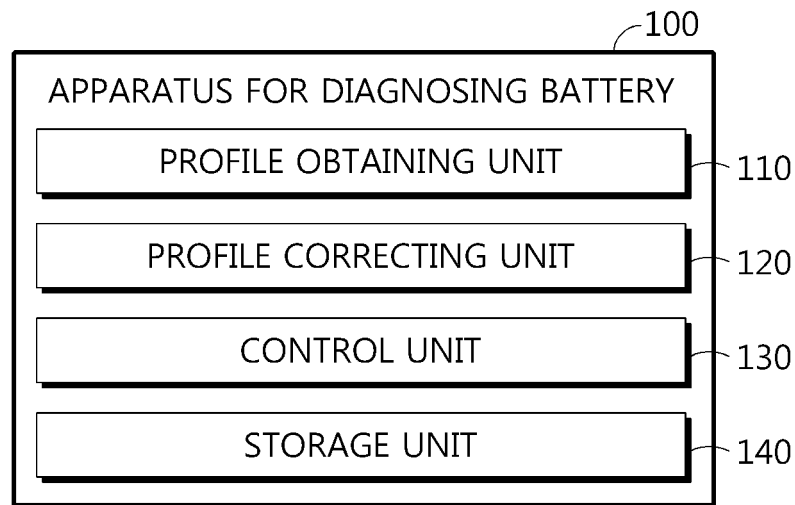 100
APPARATUS FOR DIAGNOSING BATTERY
PROFILE OBTAINING UNIT
110
PROFILE CORRECTING UNIT
120
CONTROL UNIT
130
STORAGE UNIT
140